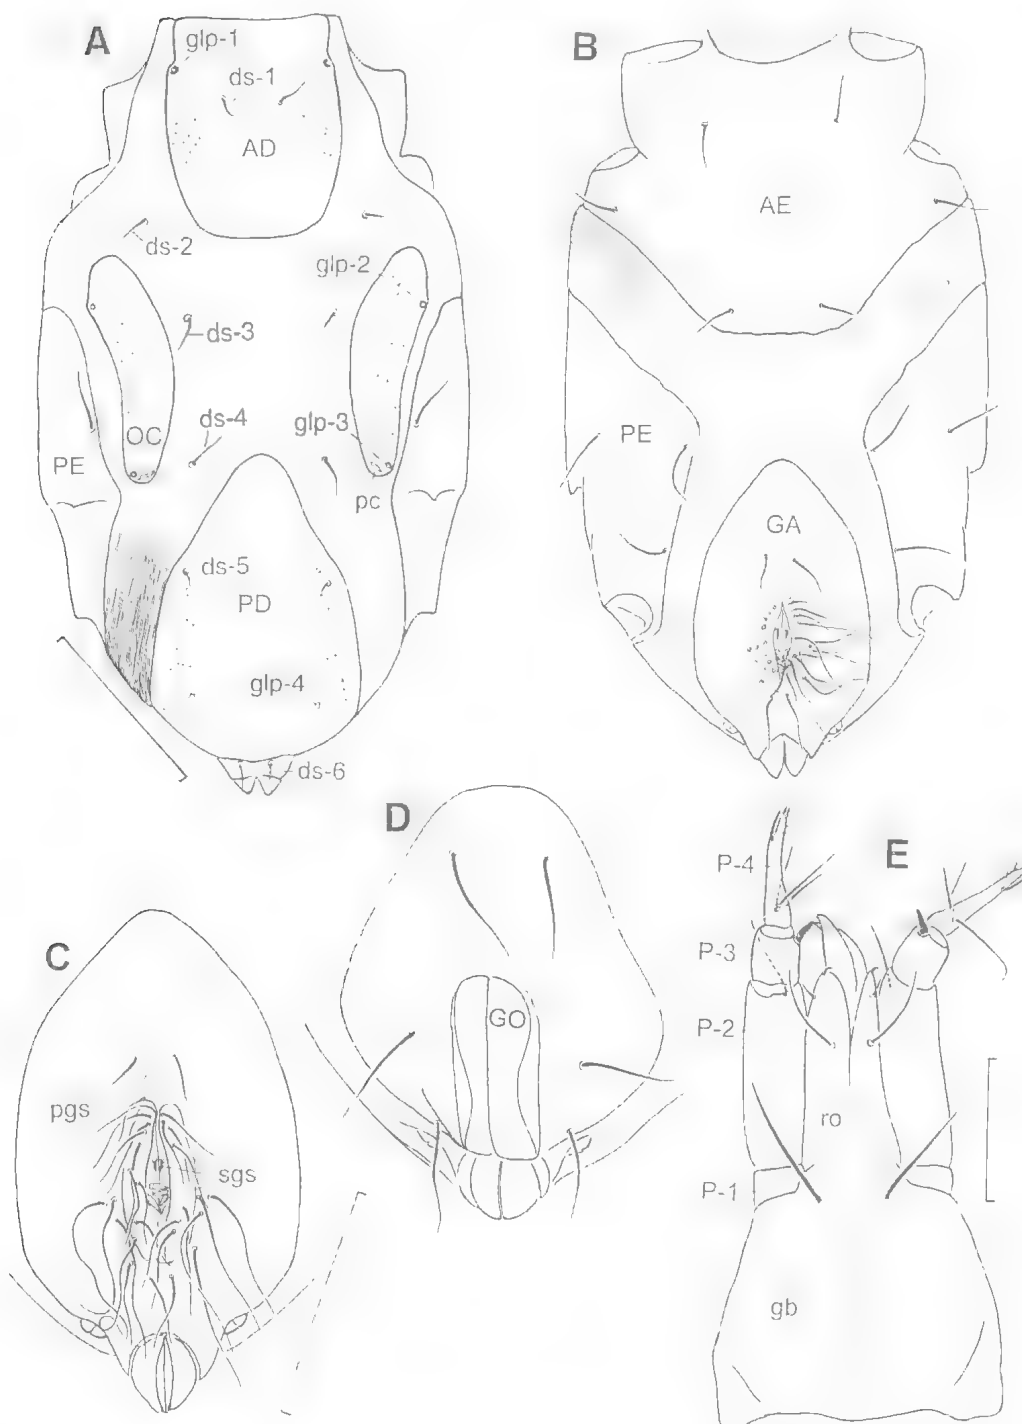 A
glp-1
ds-1
AD
ds-2
glp-2
ds-3
OC
ds-4
glp-3
PE
pc
ds-5
PD
glp-4
ds-6
B
AE
PE
GA
C
pgs
sgs
D
GO
E
P-4
P-3
P-2
ro
P-1
gb